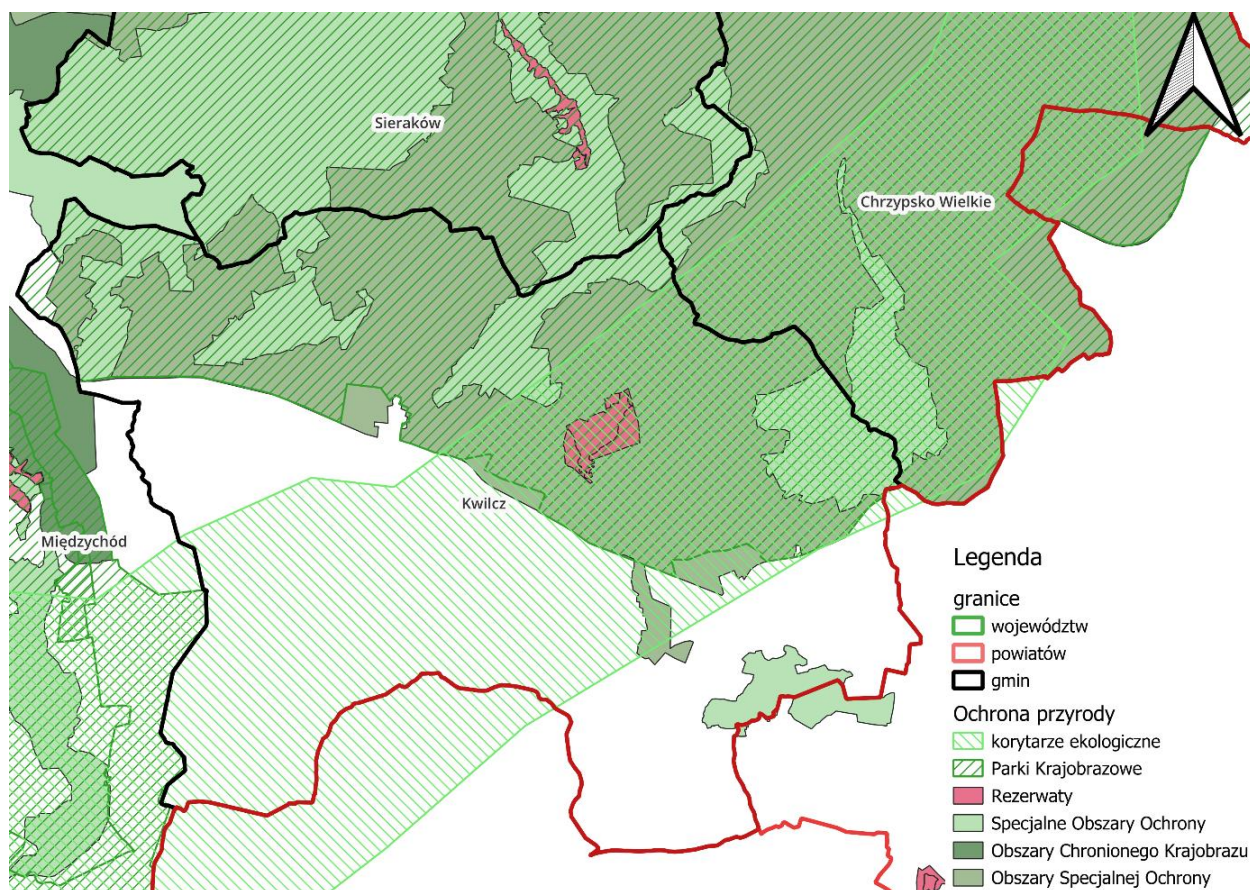 Sieraków
Chrzypsko Wielkie
Kwilcz
Międzychód
Legenda
granice
województw
powiatów
gmin
Ochrona przyrody
korytarze ekologiczne
Parki Krajobrazowe
Rezerwaty
Specjalne Obszary Ochrony
Obszary Chronionego Krajobrazu
Obszary Specjalnej Ochrony